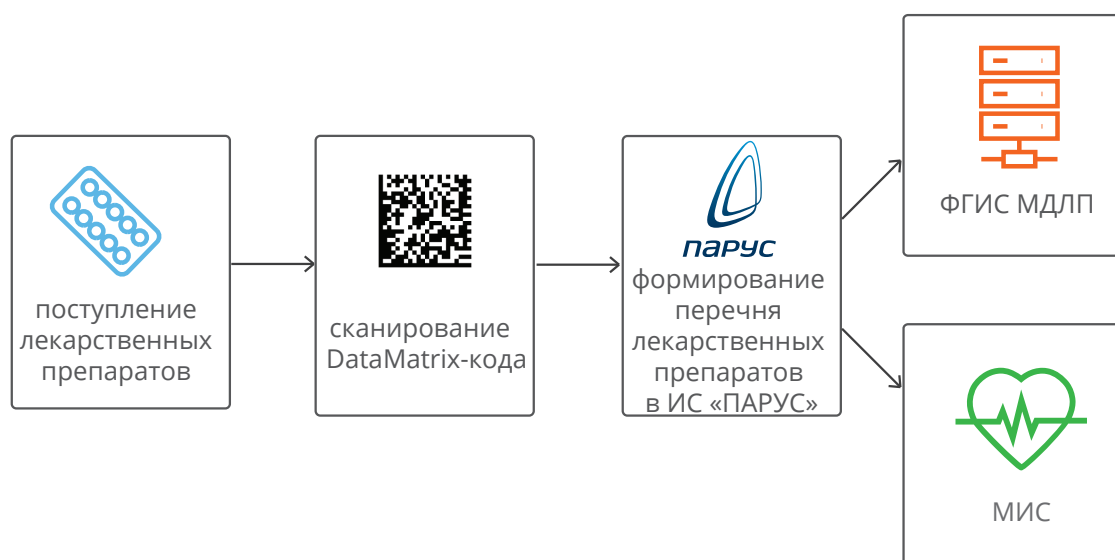 поступление
лекарственных
препаратов
сканирование
DataMatrix-кода
ПАРУС
формирование
перечня
лекарственных
препаратов
в ИС «ПАРУС»
ФГИС МДЛП
МИС